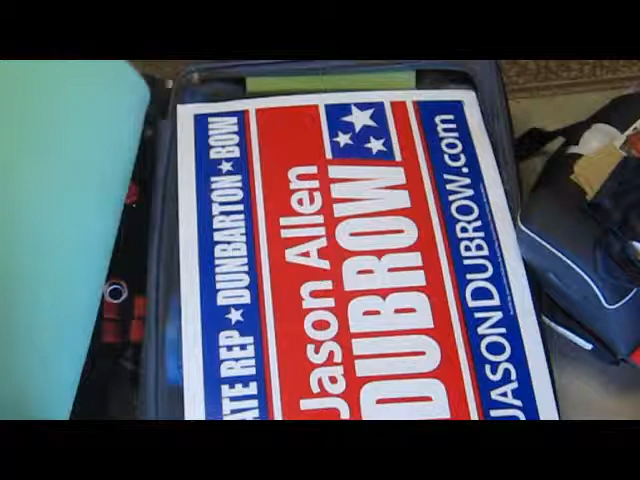 ATE REP ★ DUNBARTON ★ BOW
Jason Allen
DUBROW
JASONDUBROW.com